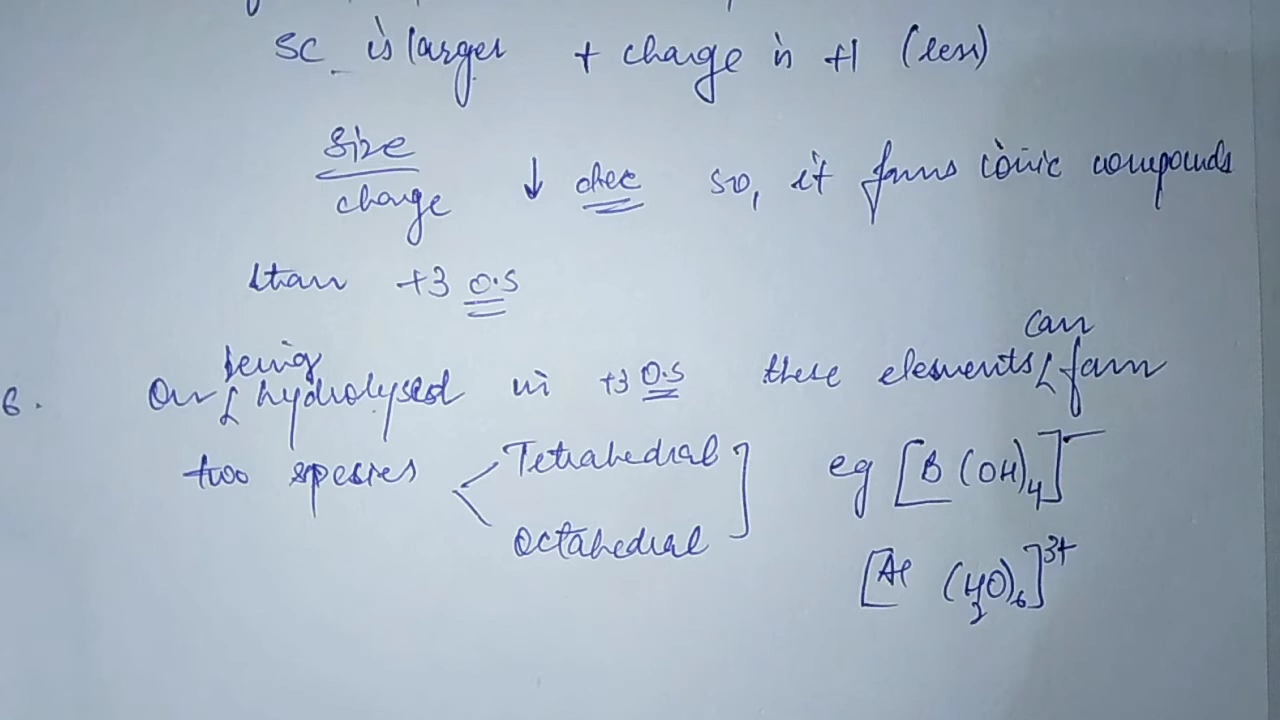 SC is larger + charge is +1 (less)
Size
charge ↓ dec so, it forms ionic compounds
than +3 O.S
6. On being hydrolysed in +3 O.S these elements can form
two species < Tetrahedral
Octahedral ] eg [B(OH)4]-
[Al (H2O)6]3+